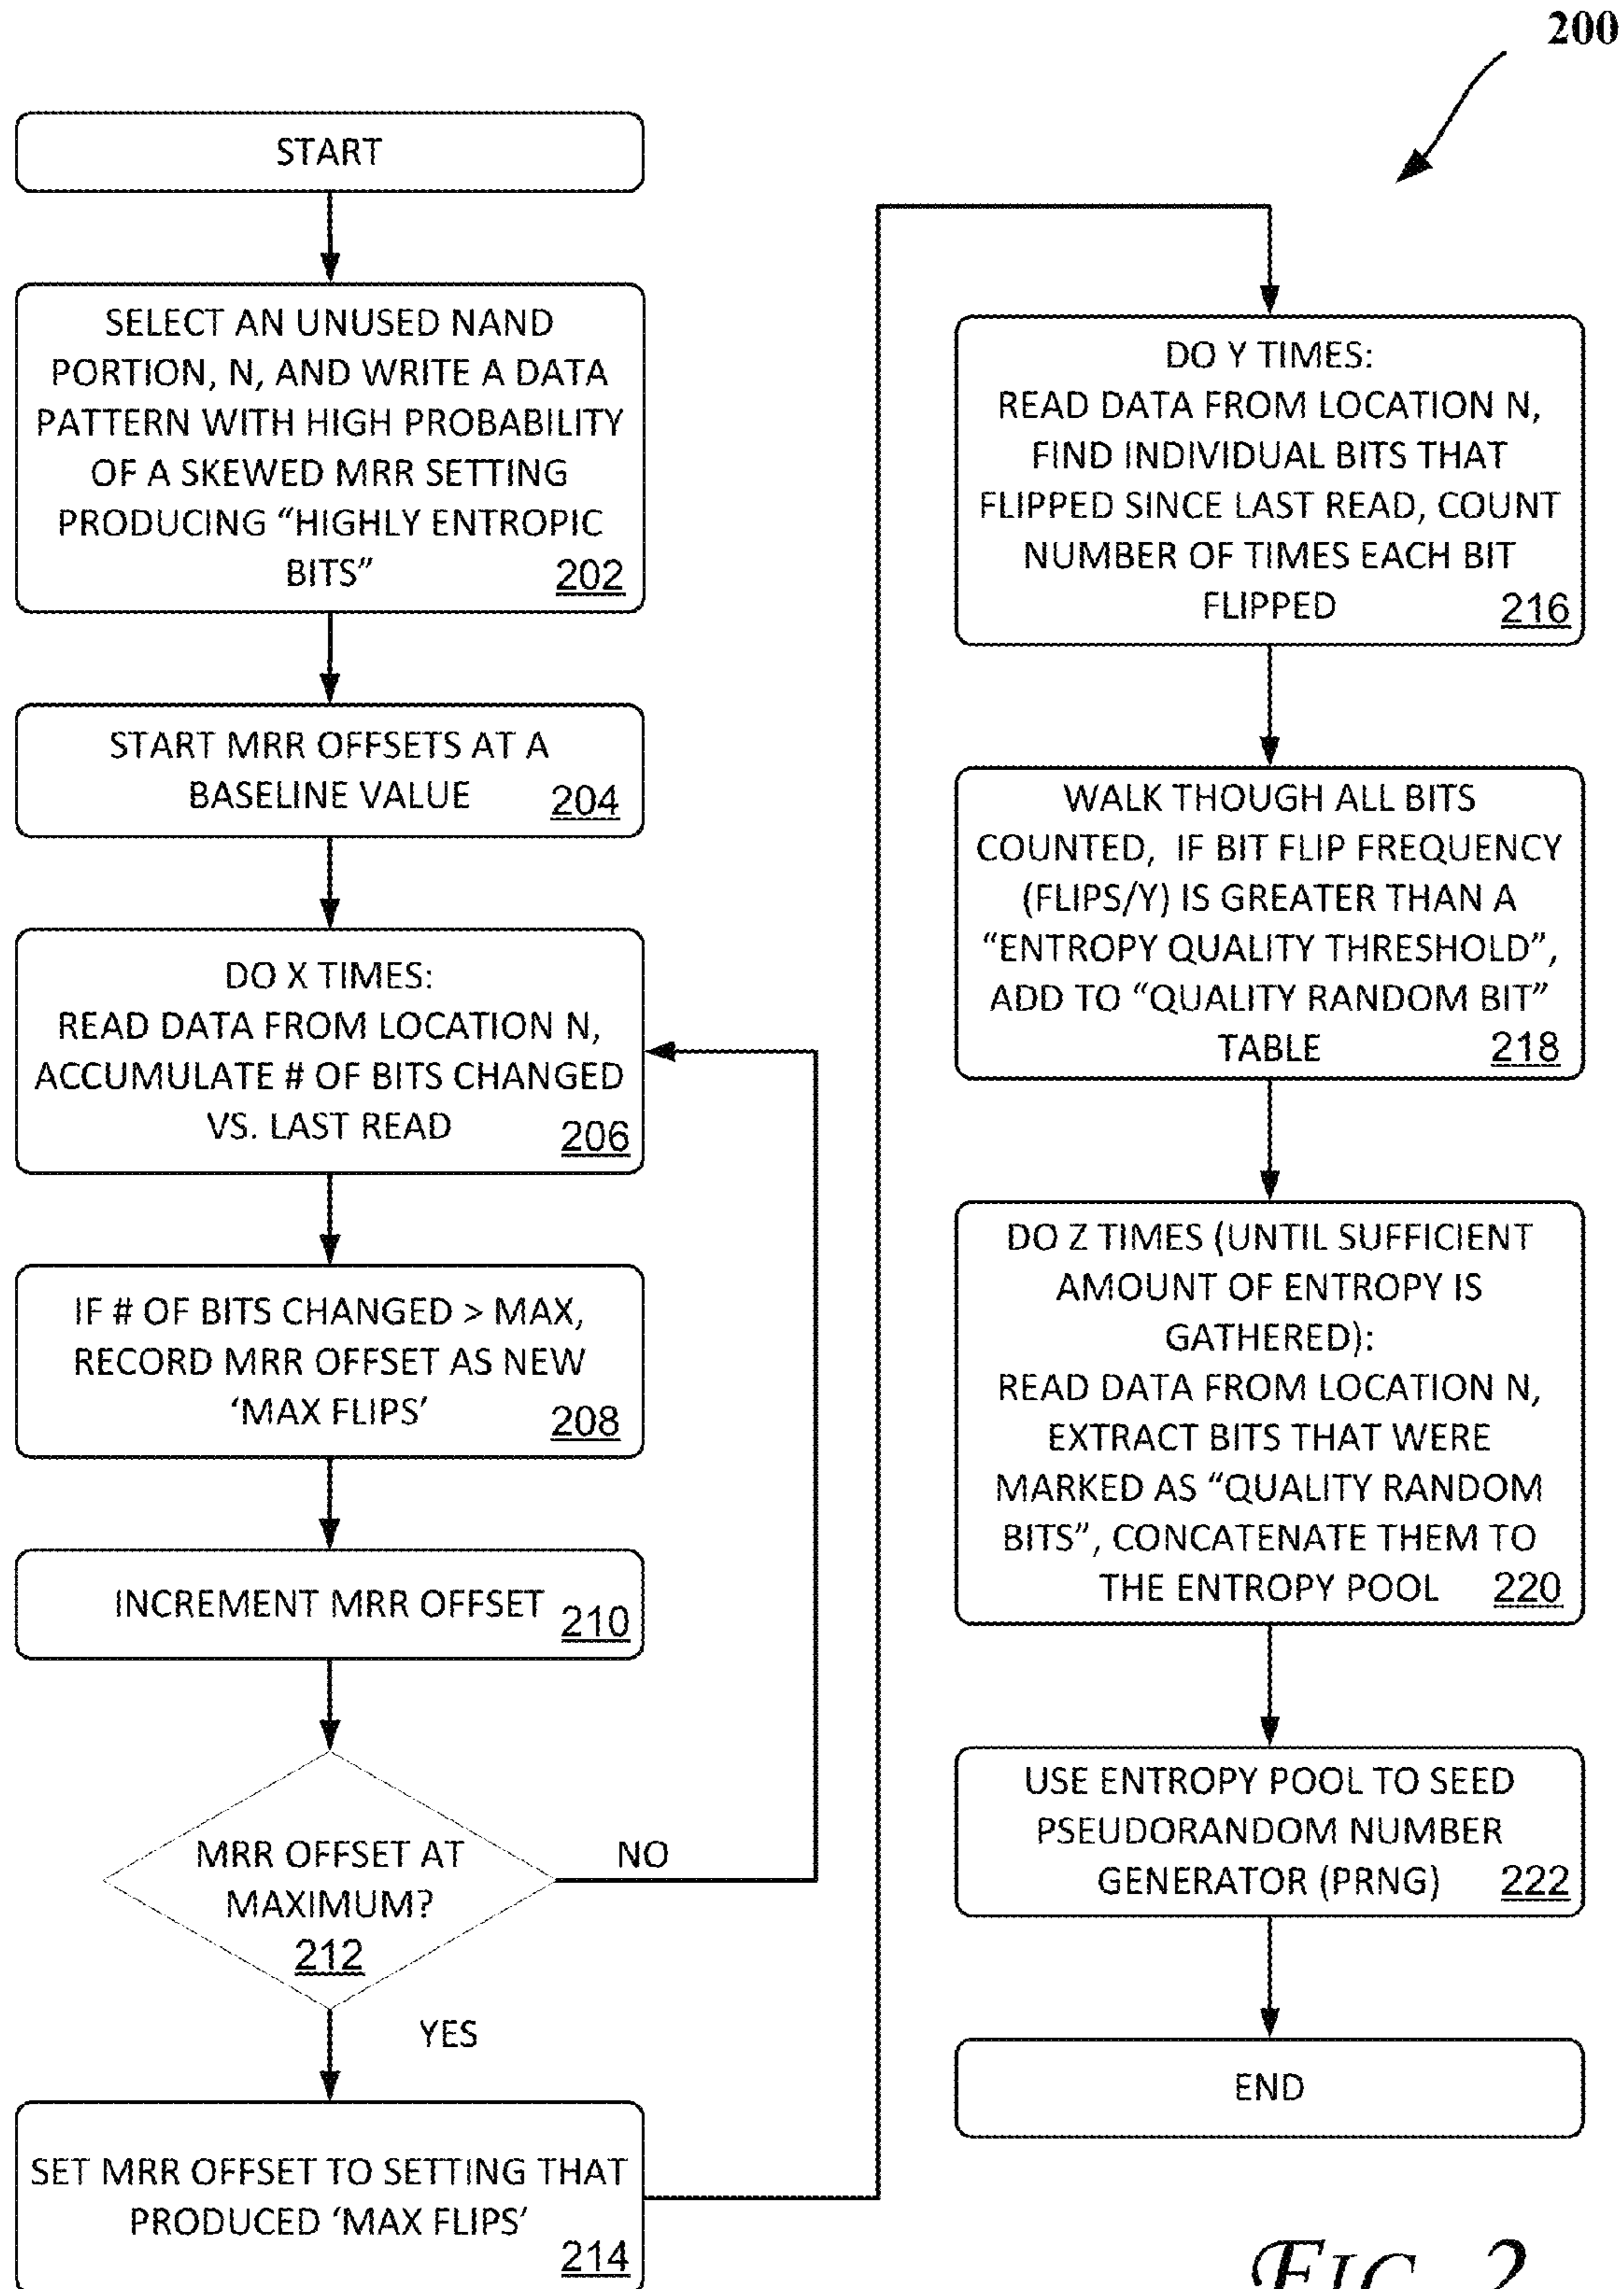 200
START
SELECT AN UNUSED NAND
PORTION, N, AND WRITE A DATA
PATTERN WITH HIGH PROBABILITY
OF A SKEWED MRR SETTING
PRODUCING “HIGHLY ENTROPIC
BITS” 202
START MRR OFFSETS AT A
BASELINE VALUE 204
DO X TIMES:
READ DATA FROM LOCATION N,
ACCUMULATE # OF BITS CHANGED
VS. LAST READ 206
IF # OF BITS CHANGED > MAX,
RECORD MRR OFFSET AS NEW
‘MAX FLIPS’ 208
INCREMENT MRR OFFSET 210
MRR OFFSET AT
MAXIMUM?
212
NO
YES
SET MRR OFFSET TO SETTING THAT
PRODUCED ‘MAX FLIPS’
214
DO Y TIMES:
READ DATA FROM LOCATION N,
FIND INDIVIDUAL BITS THAT
FLIPPED SINCE LAST READ, COUNT
NUMBER OF TIMES EACH BIT
FLIPPED 216
WALK THOUGH ALL BITS
COUNTED, IF BIT FLIP FREQUENCY
(FLIPS/Y) IS GREATER THAN A
“ENTROPY QUALITY THRESHOLD”,
ADD TO “QUALITY RANDOM BIT”
TABLE 218
DO Z TIMES (UNTIL SUFFICIENT
AMOUNT OF ENTROPY IS
GATHERED):
READ DATA FROM LOCATION N,
EXTRACT BITS THAT WERE
MARKED AS “QUALITY RANDOM
BITS”, CONCATENATE THEM TO
THE ENTROPY POOL 220
USE ENTROPY POOL TO SEED
PSEUDORANDOM NUMBER
GENERATOR (PRNG) 222
END
FIG. 2